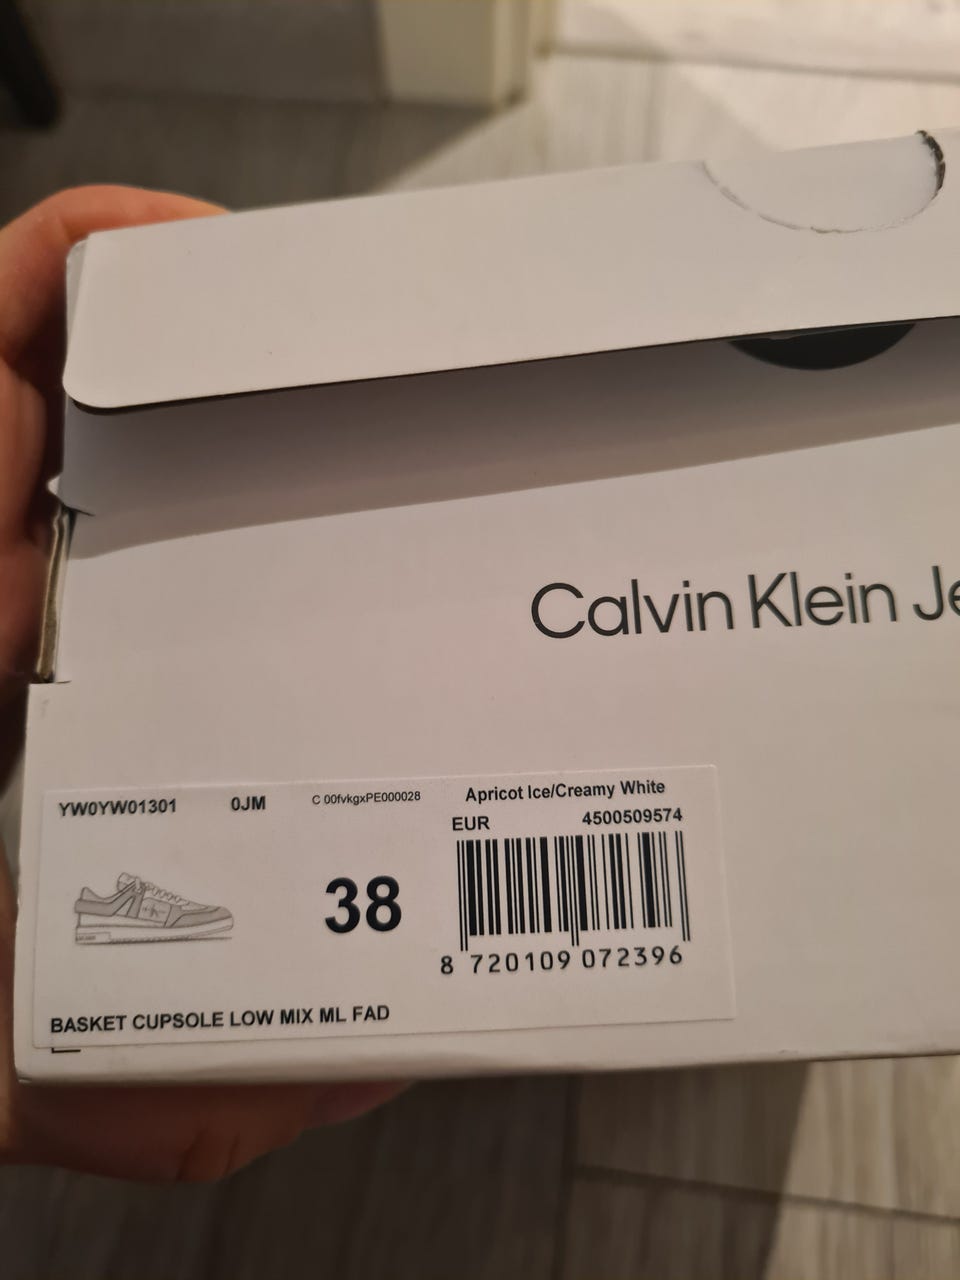 Calvin Klein Je
YW0YW01301 0JM C 00fvkgxPE000028 Apricot Ice/Creamy White
EUR 4500509574
38
8 720109 072396
BASKET CUPSOLE LOW MIX ML FAD